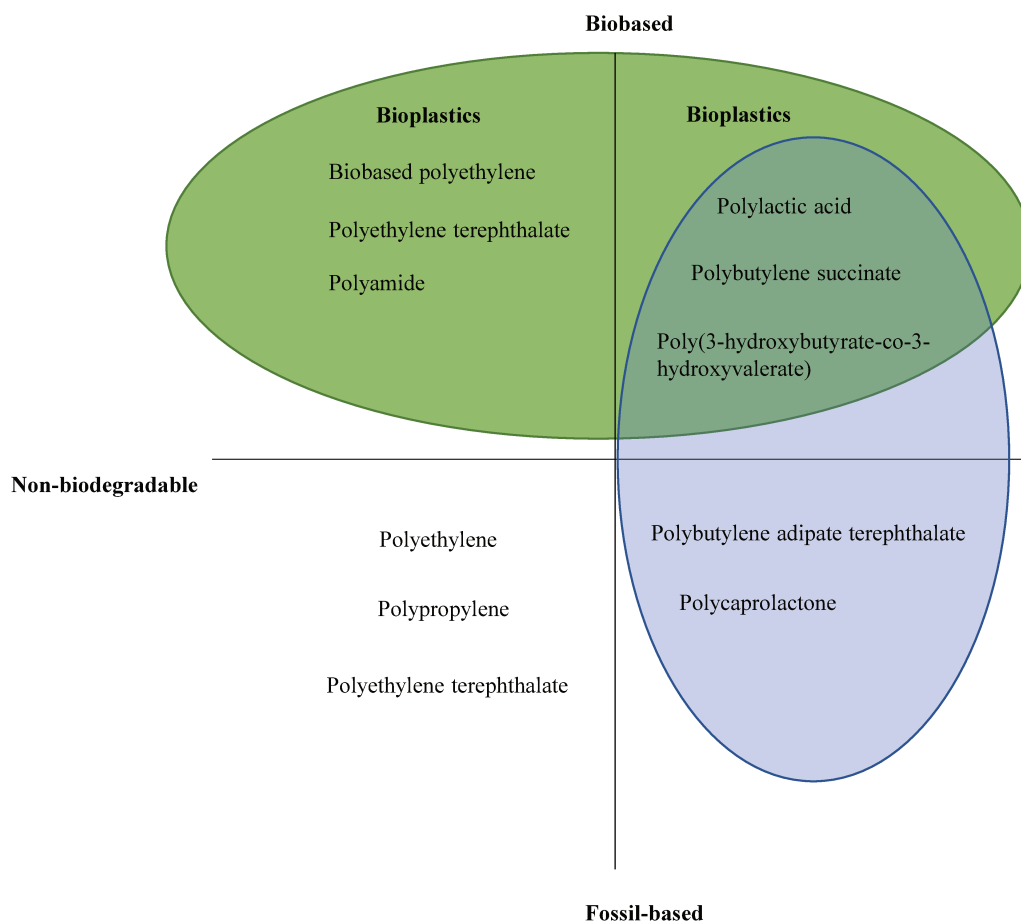 Biobased
Bioplastics
Biobased polyethylene
Polyethylene terephthalate
Polyamide
Bioplastics
Polylactic acid
Polybutylene succinate
Poly(3-hydroxybutyrate-co-3-
hydroxyvalerate)
Non-biodegradable
Polyethylene
Polypropylene
Polyethylene terephthalate
Polybutylene adipate terephthalate
Polycaprolactone
Fossil-based